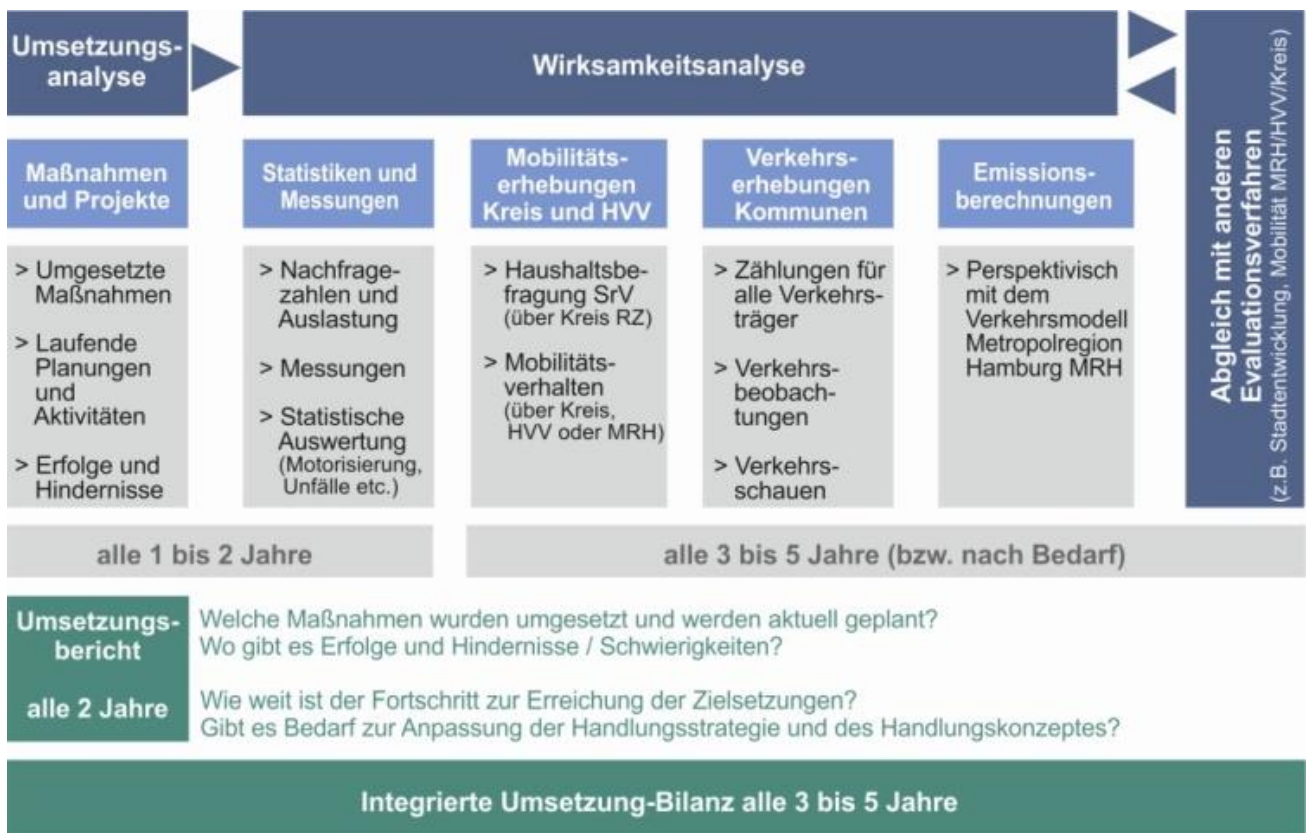 Umsetzungs-
analyse
Wirksamkeitsanalyse
Abgleich mit anderen
Evaluationsverfahren
(z.B. Stadtentwicklung, Mobilität MRH/HVV/Kreis)
Maßnahmen
und Projekte
Statistiken und
Messungen
Mobilitäts-
erhebungen
Kreis und HVV
Verkehrs-
erhebungen
Kommunen
Emissions-
berechnungen
> Umgesetzte
Maßnahmen
> Laufende
Planungen
und
Aktivitäten
> Erfolge und
Hindernisse
> Nachfrage-
zahlen und
Auslastung
> Messungen
> Statistische
Auswertung
(Motorisierung,
Unfälle etc.)
> Haushaltsbe-
fragung SrV
(über Kreis RZ)
> Mobilitäts-
verhalten
(über Kreis,
HVV oder MRH)
> Zählungen für
alle Verkehrs-
träger
> Verkehrs-
beobach-
tungen
> Verkehrs-
schauen
> Perspektivisch
mit dem
Verkehrsmodell
Metropolregion
Hamburg MRH
alle 1 bis 2 Jahre
alle 3 bis 5 Jahre (bzw. nach Bedarf)
Umsetzungs-
bericht
alle 2 Jahre
Welche Maßnahmen wurden umgesetzt und werden aktuell geplant?
Wo gibt es Erfolge und Hindernisse / Schwierigkeiten?
Wie weit ist der Fortschritt zur Erreichung der Zielsetzungen?
Gibt es Bedarf zur Anpassung der Handlungsstrategie und des Handlungskonzeptes?
Integrierte Umsetzung-Bilanz alle 3 bis 5 Jahre